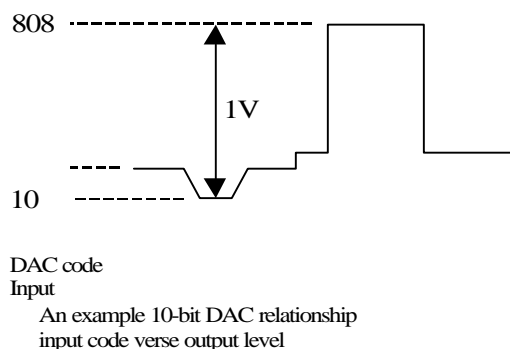 808
1V
10
DAC code
Input
An example 10-bit DAC relationship
input code verse output level